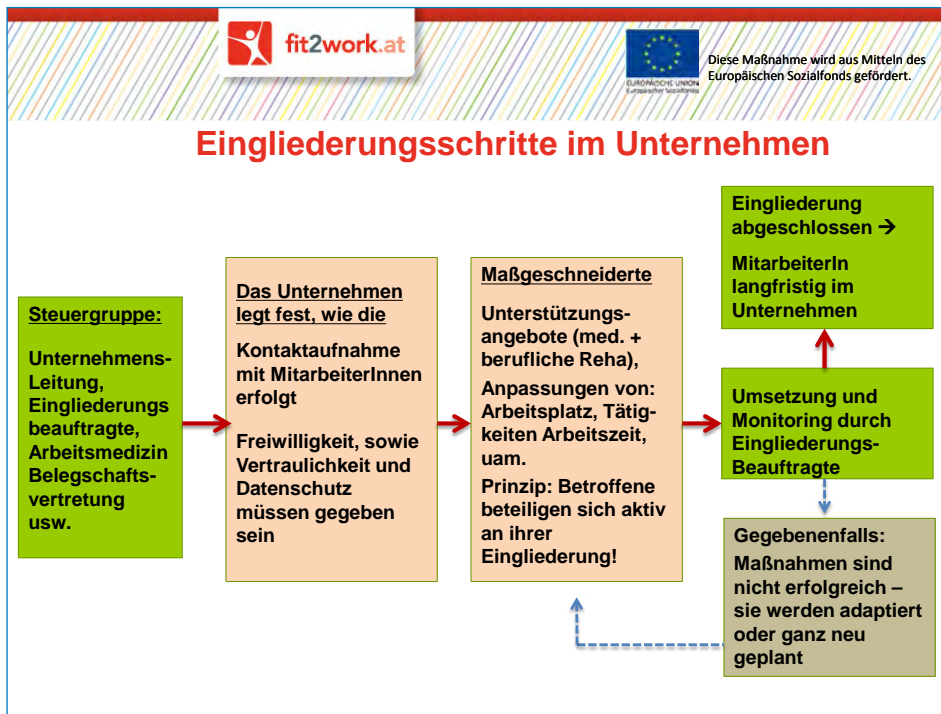 fit2work.at
EUROPÄISCHE UNION
Europäischer Sozialfonds
Diese Maßnahme wird aus Mitteln des
Europäischen Sozialfonds gefördert.
Eingliederungsschritte im Unternehmen
Steuergruppe:
Unternehmens-
Leitung,
Eingliederungs
beauftragte,
Arbeitsmedizin
Belegschafts-
vertretung
usw.
Das Unternehmen
legt fest, wie die
Kontaktaufnahme
mit MitarbeiterInnen
erfolgt
Freiwilligkeit, sowie
Vertraulichkeit und
Datenschutz
müssen gegeben
sein
Maßgeschneiderte
Unterstützungs-
angebote (med. +
berufliche Reha),
Anpassungen von:
Arbeitsplatz, Tätig-
keiten Arbeitszeit,
uam.
Prinzip: Betroffene
beteiligen sich aktiv
an ihrer
Eingliederung!
Eingliederung
abgeschlossen →
MitarbeiterIn
langfristig im
Unternehmen
Umsetzung und
Monitoring durch
Eingliederungs-
Beauftragte
Gegebenenfalls:
Maßnahmen sind
nicht erfolgreich –
sie werden adaptiert
oder ganz neu
geplant